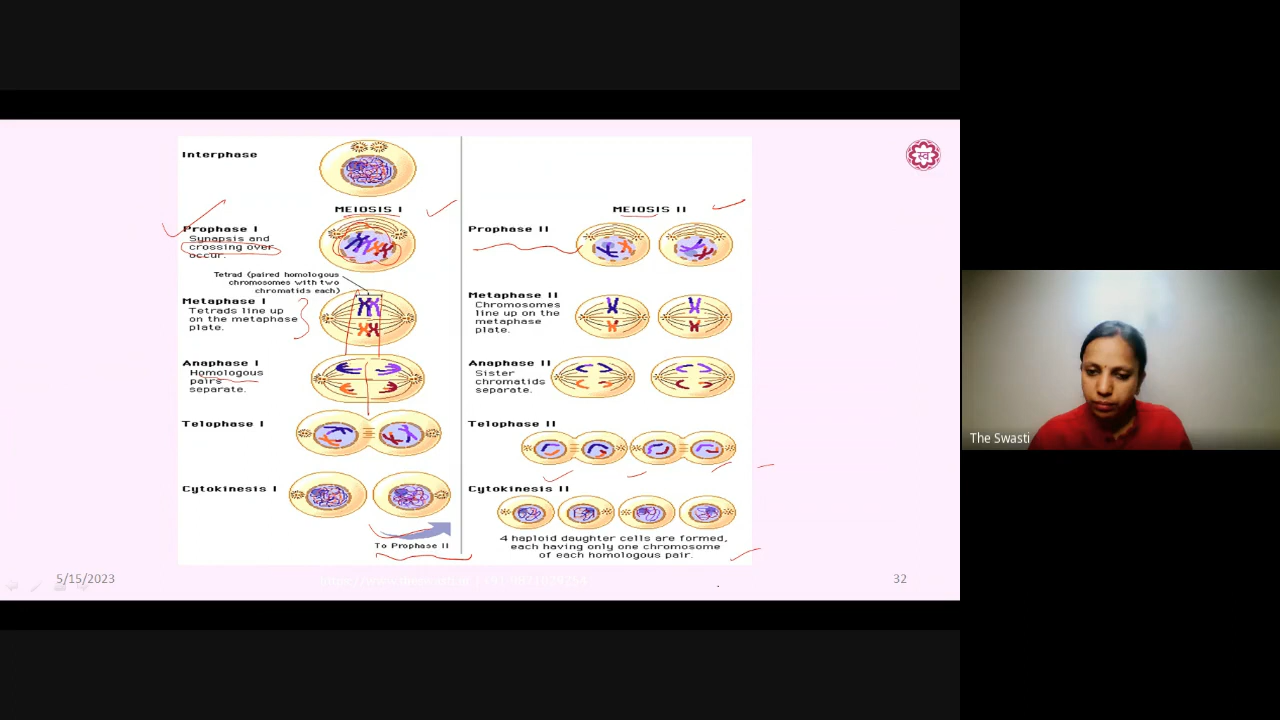 Interphase
MEIOSIS I
Prophase I
Synapsis and
crossing over
occur.
Tetrad (paired homologous
chromosomes with two
chromatids each)
Metaphase I
Tetrads line up
on the metaphase
plate.
Anaphase I
Homologous
pairs
separate.
Telophase I
Cytokinesis I
To Prophase II
MEIOSIS II
Prophase II
Metaphase II
Chromosomes
line up on the
metaphase
plate.
Anaphase II
Sister
chromatids
separate.
Telophase II
Cytokinesis II
4 haploid daughter cells are formed,
each having only one chromosome
of each homologous pair.
स्व
5/15/2023
32
The Swasti